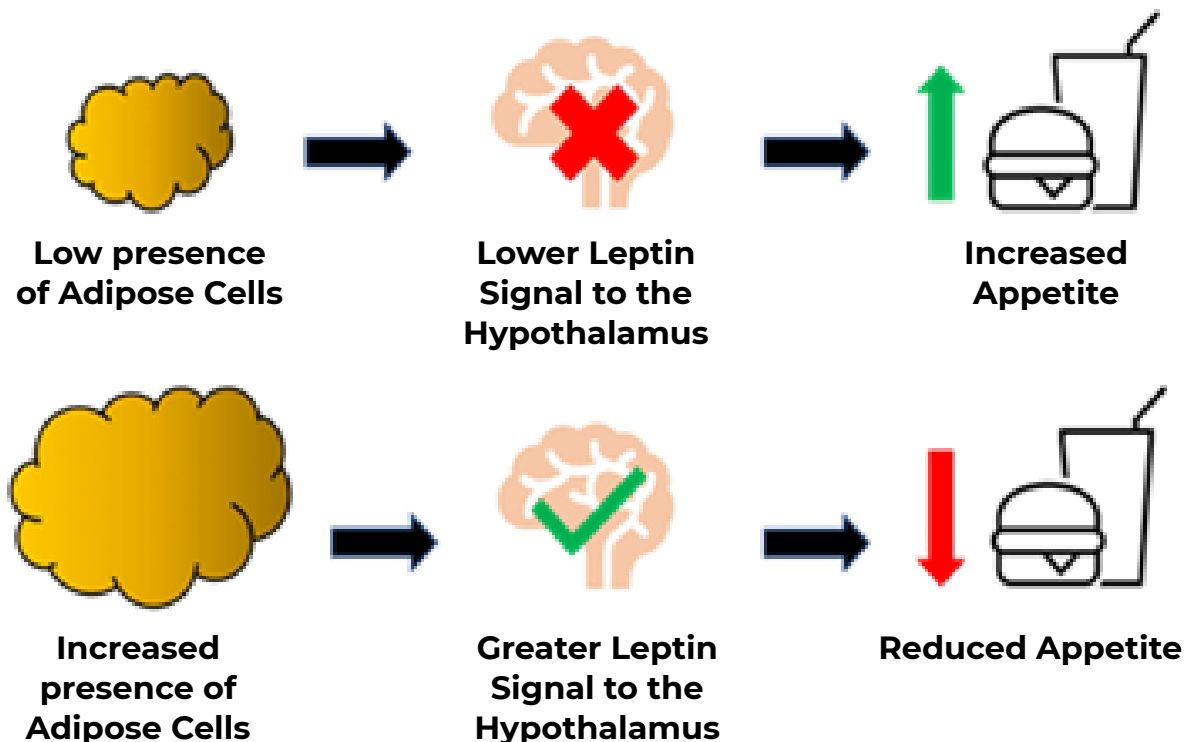 Low presence
of Adipose Cells
Lower Leptin
Signal to the
Hypothalamus
Increased
Appetite
Increased
presence of
Adipose Cells
Greater Leptin
Signal to the
Hypothalamus
Reduced Appetite